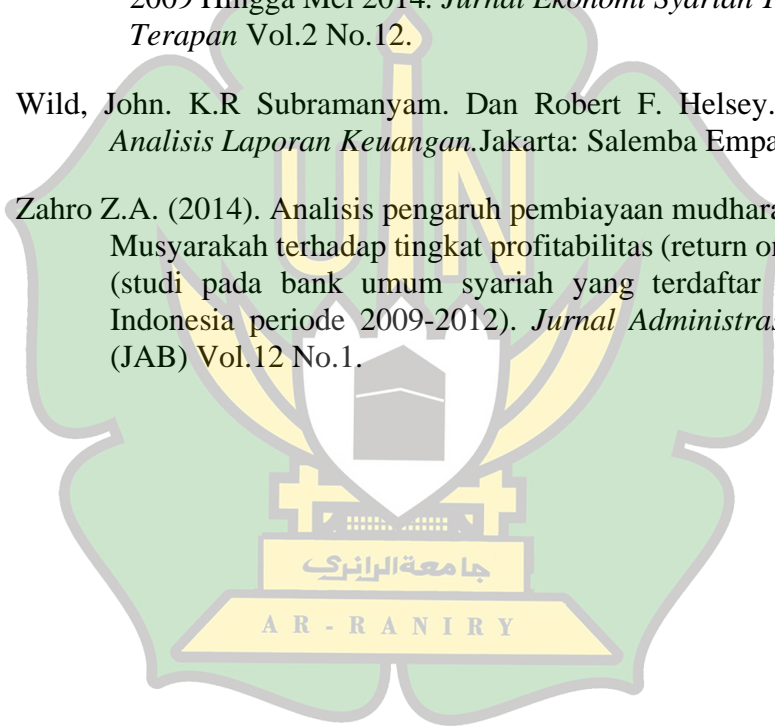 2009 Hingga Mei 2014. Jurnal Ekonomi Syariah T
Terapan Vol.2 No.12.
Wild, John. K.R Subramanyam. Dan Robert F. Helsey.
Analisis Laporan Keuangan.Jakarta: Salemba Empa
Zahro Z.A. (2014). Analisis pengaruh pembiayaan mudhara
Musyarakah terhadap tingkat profitabilitas (return on
(studi pada bank umum syariah yang terdaftar
Indonesia periode 2009-2012). Jurnal Administras
(JAB) Vol.12 No.1.
UIN
جامعة الرانري
AR-RANIRY